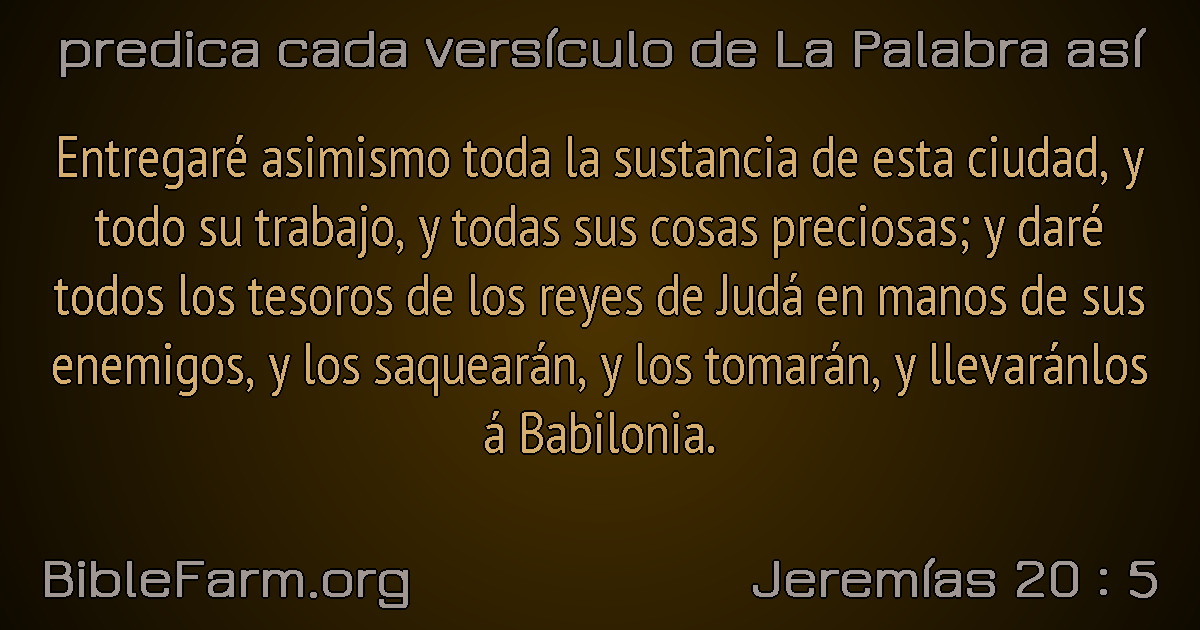 predica cada versículo de La Palabra así
Entregaré asimismo toda la sustancia de esta ciudad, y
todo su trabajo, y todas sus cosas preciosas; y daré
todos los tesoros de los reyes de Judá en manos de sus
enemigos, y los saquearán, y los tomarán, y llevaránlos
á Babilonia.
BibleFarm.org
Jeremías 20 : 5